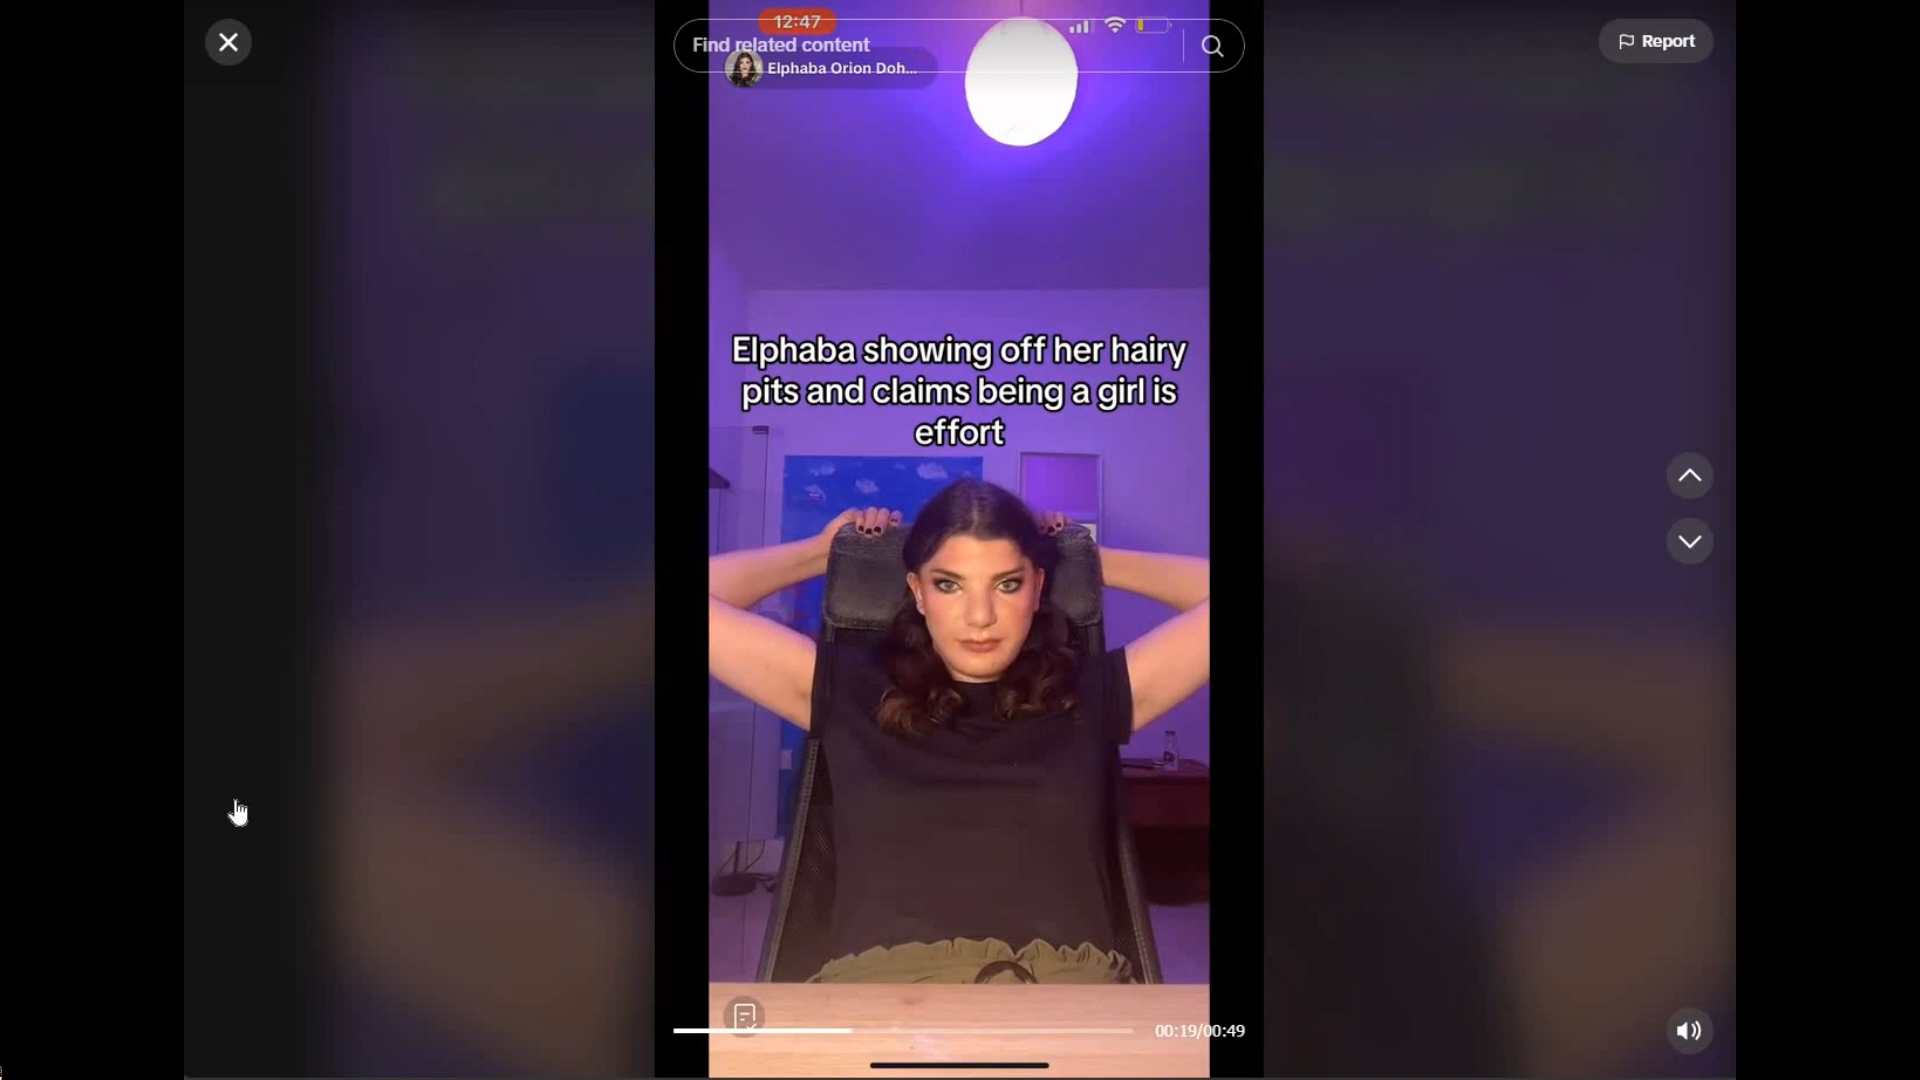 12:47
Find related content
Report
Elphaba Orion Doh...
Elphaba showing off her hairy
pits and claims being a girl is
effort
00:19/00:49